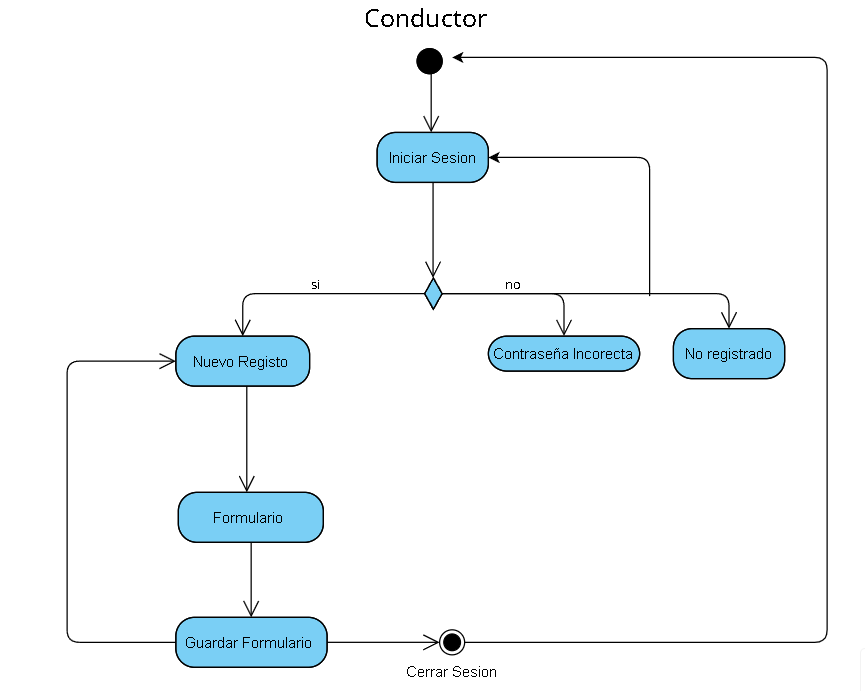 Conductor
Iniciar Sesion
si
no
Nuevo Registo
Contraseña Incorecta
No registrado
Formulario
Guardar Formulario
Cerrar Sesion